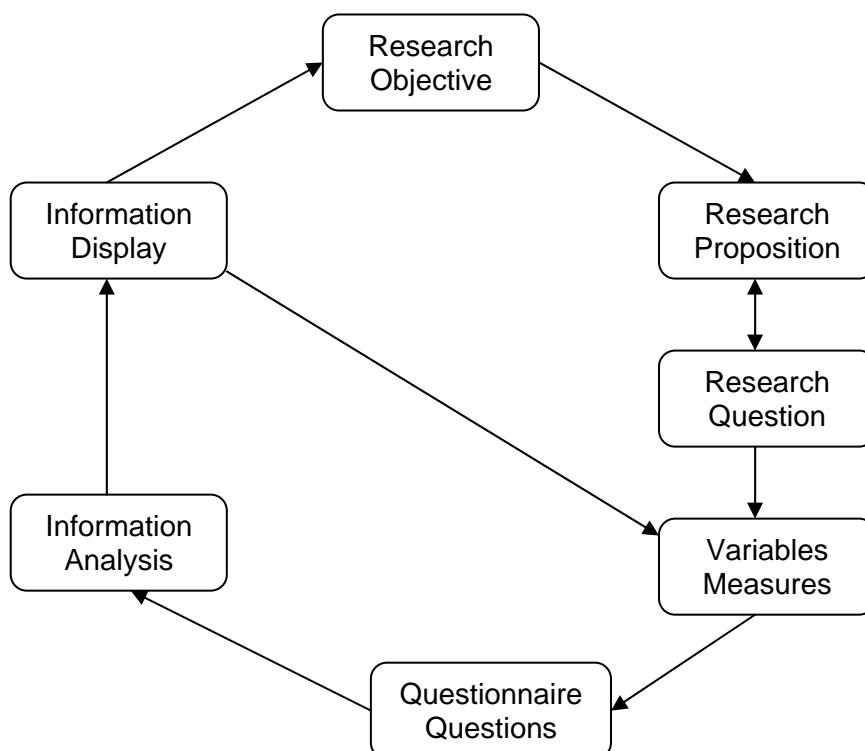 Research
Objective
Information
Display
Research
Proposition
Research
Question
Information
Analysis
Variables
Measures
Questionnaire
Questions